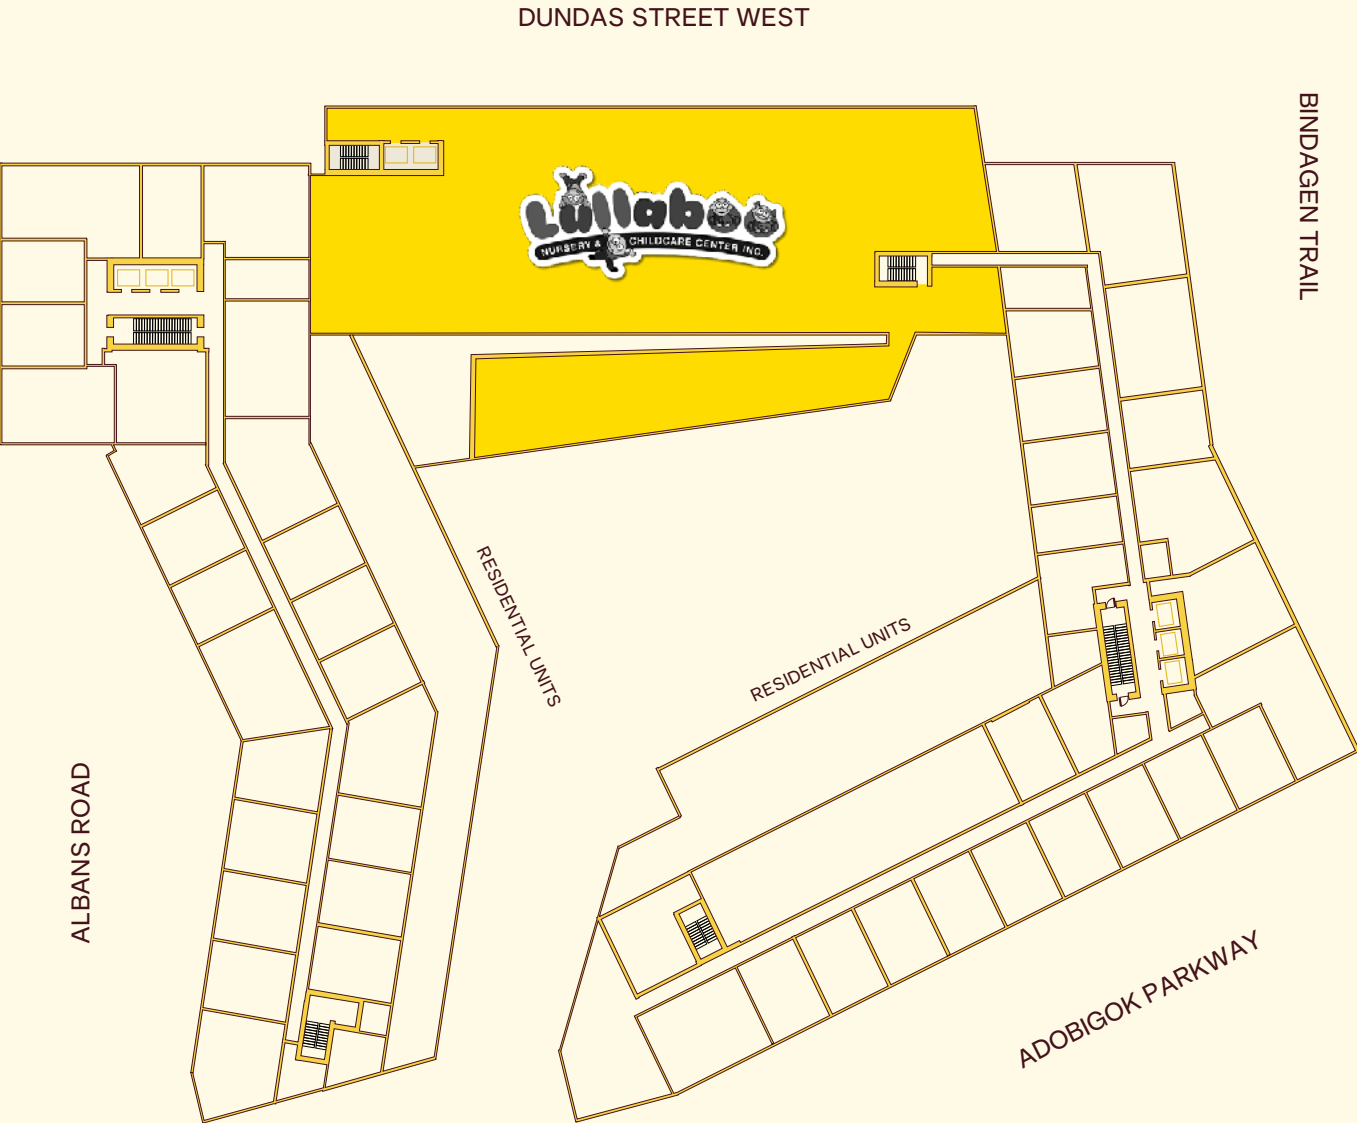 DUNDAS STREET WEST
BINDAGEN TRAIL
Lullaboo
NURSERY & CHILDCARE CENTER INC.
RESIDENTIAL UNITS
RESIDENTIAL UNITS
ALBANS ROAD
ADOBIGOK PARKWAY